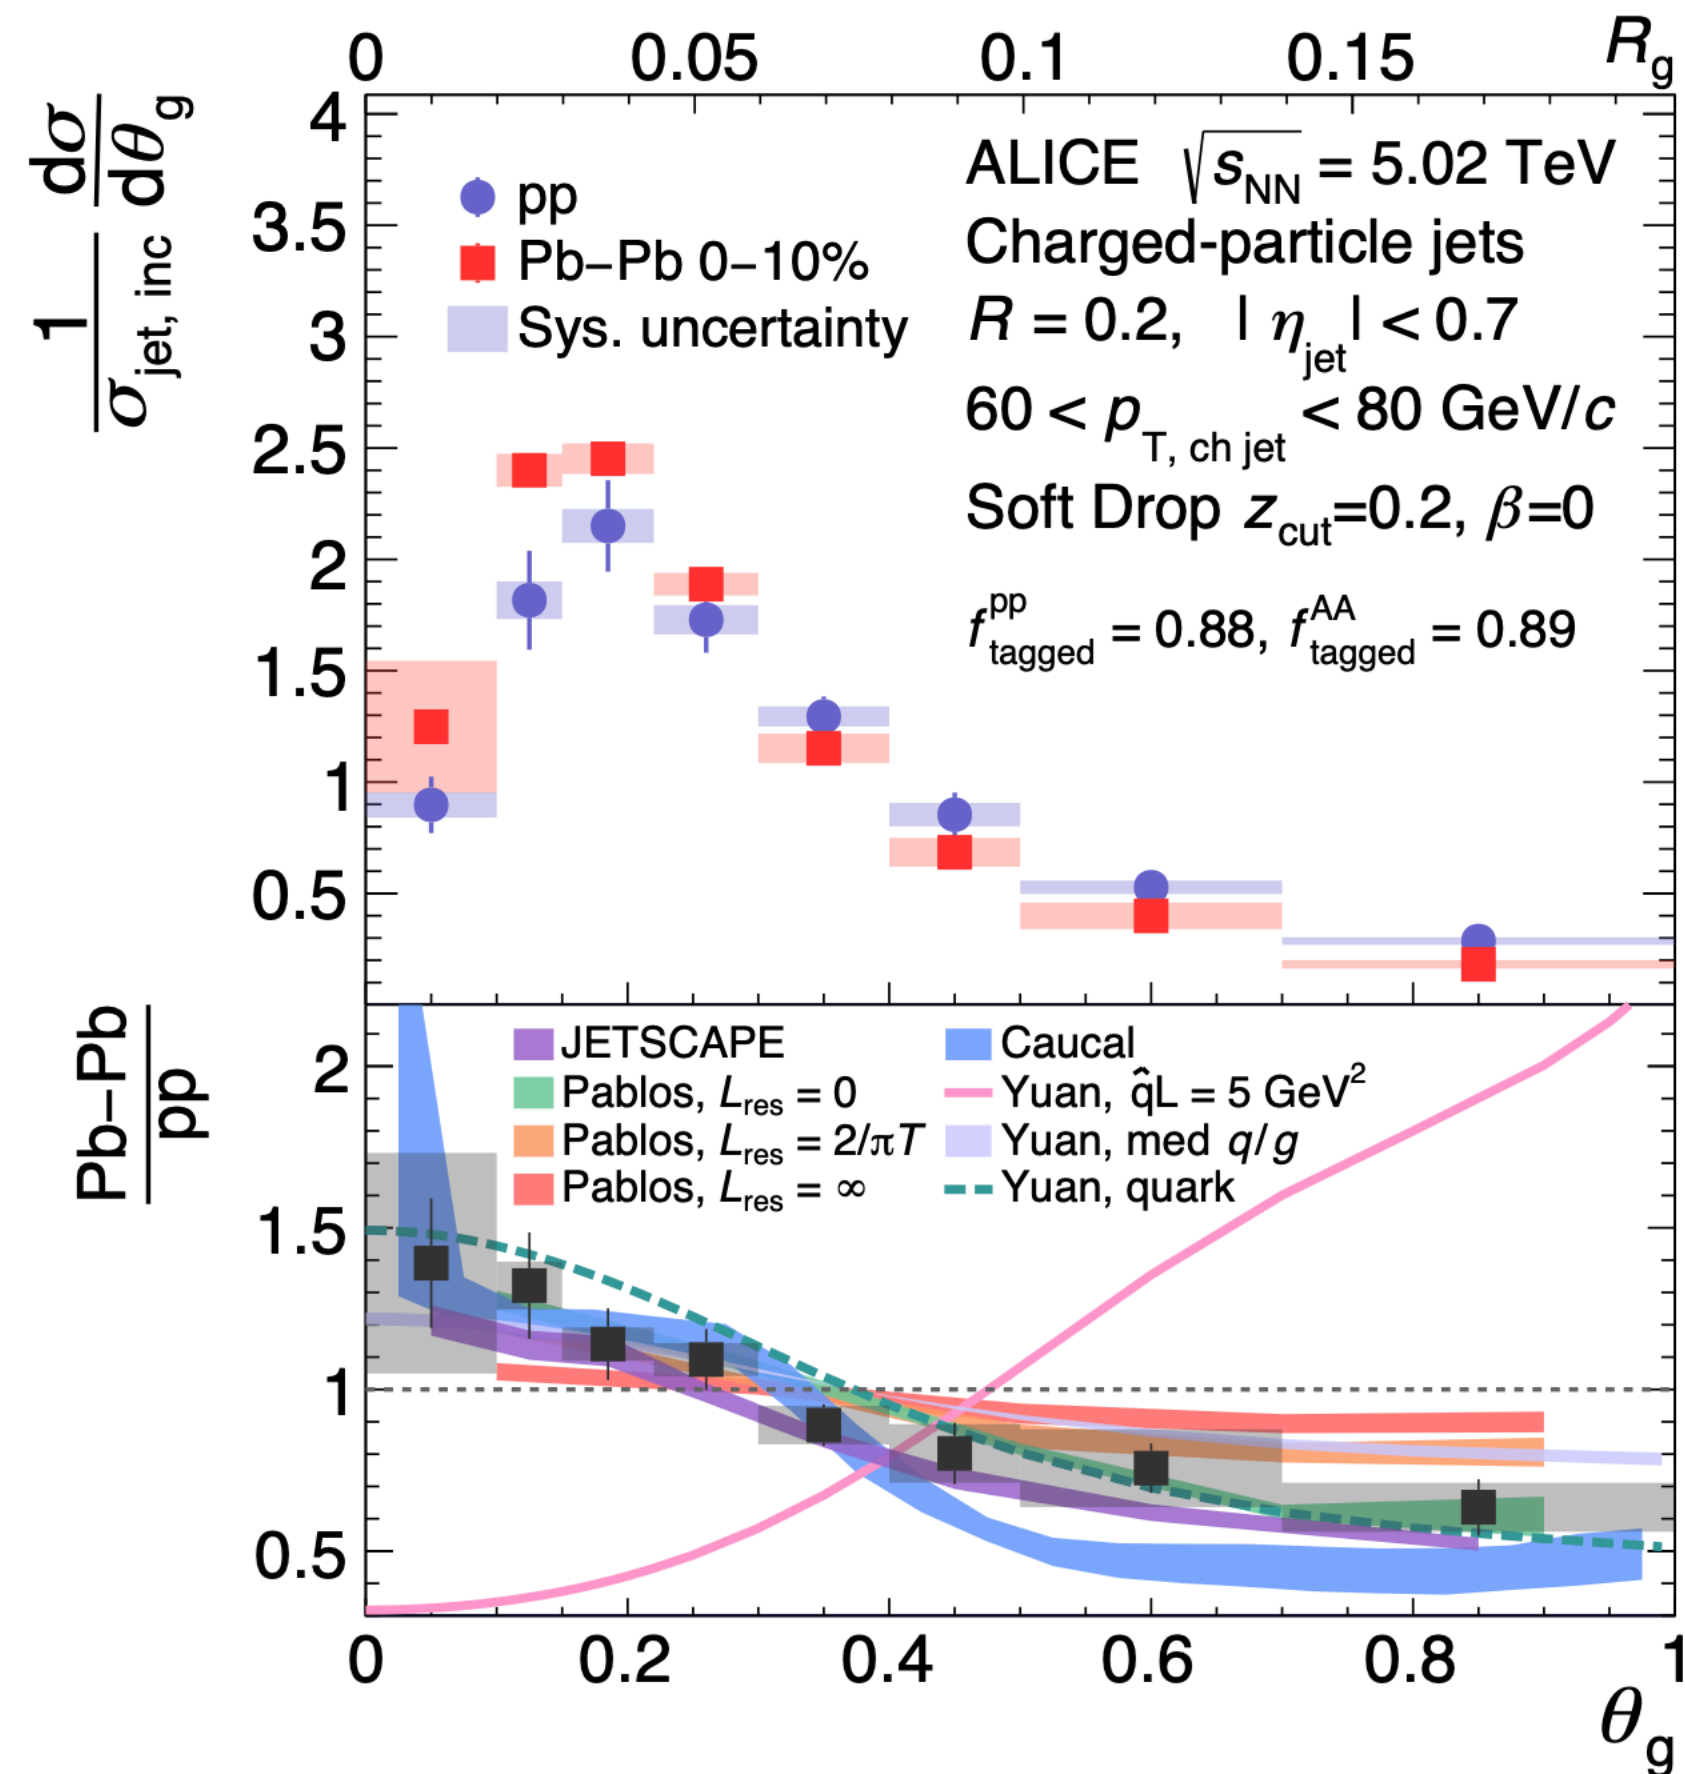 0 0.05 0.1 0.15 R_g
1/σ_jet, inc dσ/dθ_g
4
3.5
3
2.5
2
1.5
1
0.5
pp
Pb–Pb 0–10%
Sys. uncertainty
ALICE √s_NN = 5.02 TeV
Charged-particle jets
R = 0.2, | η_jet | < 0.7
60 < p_T, ch jet < 80 GeV/c
Soft Drop z_cut=0.2, β=0
f_tagged^pp = 0.88, f_tagged^AA = 0.89
Pb–Pb/pp
2
1.5
1
0.5
JETSCAPE
Pablos, L_res = 0
Pablos, L_res = 2/πT
Pablos, L_res = ∞
Caucal
Yuan, q̂L = 5 GeV²
Yuan, med q/g
Yuan, quark
0 0.2 0.4 0.6 0.8 1
θ_g